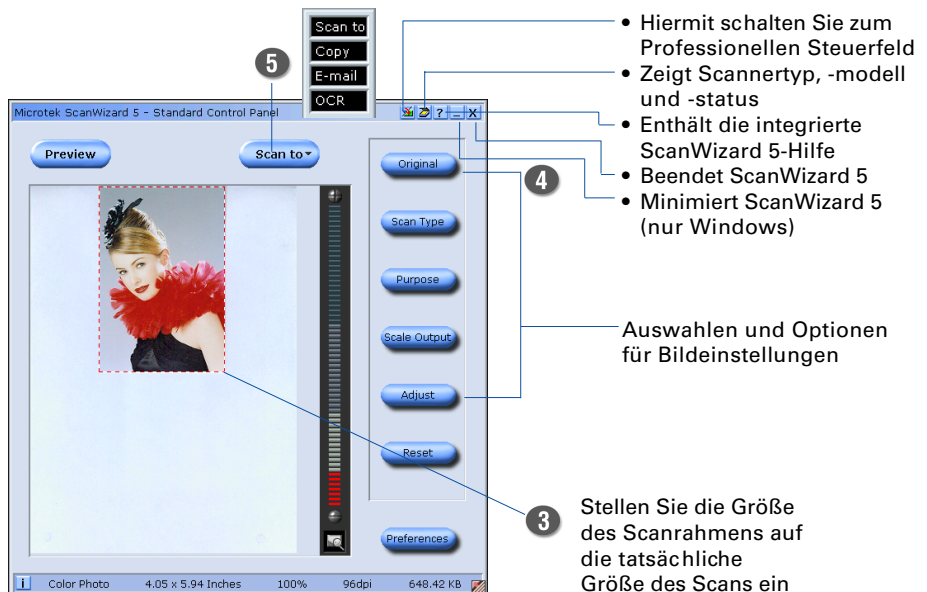 Scan to
Copy
E-mail
OCR
5
Microtek ScanWizard 5 - Standard Control Panel
?
X
Preview
Scan to
Original
Scan Type
Purpose
Scale Output
Adjust
Reset
Preferences
i
Color Photo
4.05 x 5.94 Inches
100%
96dpi
648.42 KB
• Hiermit schalten Sie zum
Professionellen Steuerfeld
• Zeigt Scannertyp, -modell
und -status
• Enthält die integrierte
ScanWizard 5-Hilfe
• Beendet ScanWizard 5
• Minimiert ScanWizard 5
(nur Windows)
4
Auswahlen und Optionen
für Bildeinstellungen
3
Stellen Sie die Größe
des Scanrahmens auf
die tatsächliche
Größe des Scans ein